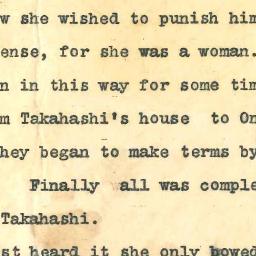 w she wished to punish him
ense, for she was a woman.
n in this way for some tim
m Takahashi's house to On
hey began to make terms by
Finally all was comple
Takahashi.
st heard it she only bowed